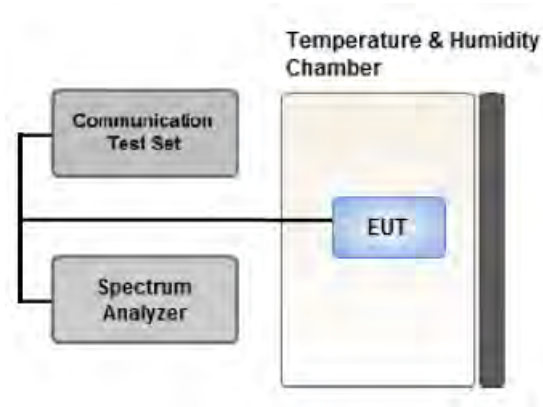 Temperature & Humidity
Chamber
Communication
Test Set
EUT
Spectrum
Analyzer